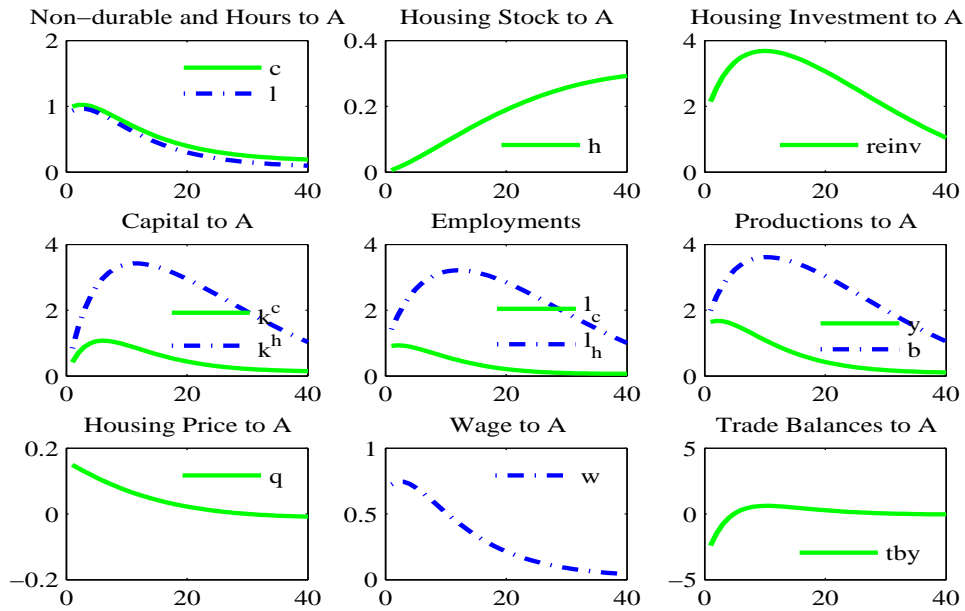 Non−durable and Hours to A
Housing Stock to A
Housing Investment to A
2
1
0
0 20 40
c
l
0.4
0.2
0
0 20 40
h
4
2
0
0 20 40
reinv
Capital to A
Employments
Productions to A
4
2
0
0 20 40
k^c
k^h
4
2
0
0 20 40
l_c
l_h
4
2
0
0 20 40
y
b
Housing Price to A
Wage to A
Trade Balances to A
0.2
0
−0.2
0 20 40
q
1
0.5
0
0 20 40
w
5
0
−5
0 20 40
tby